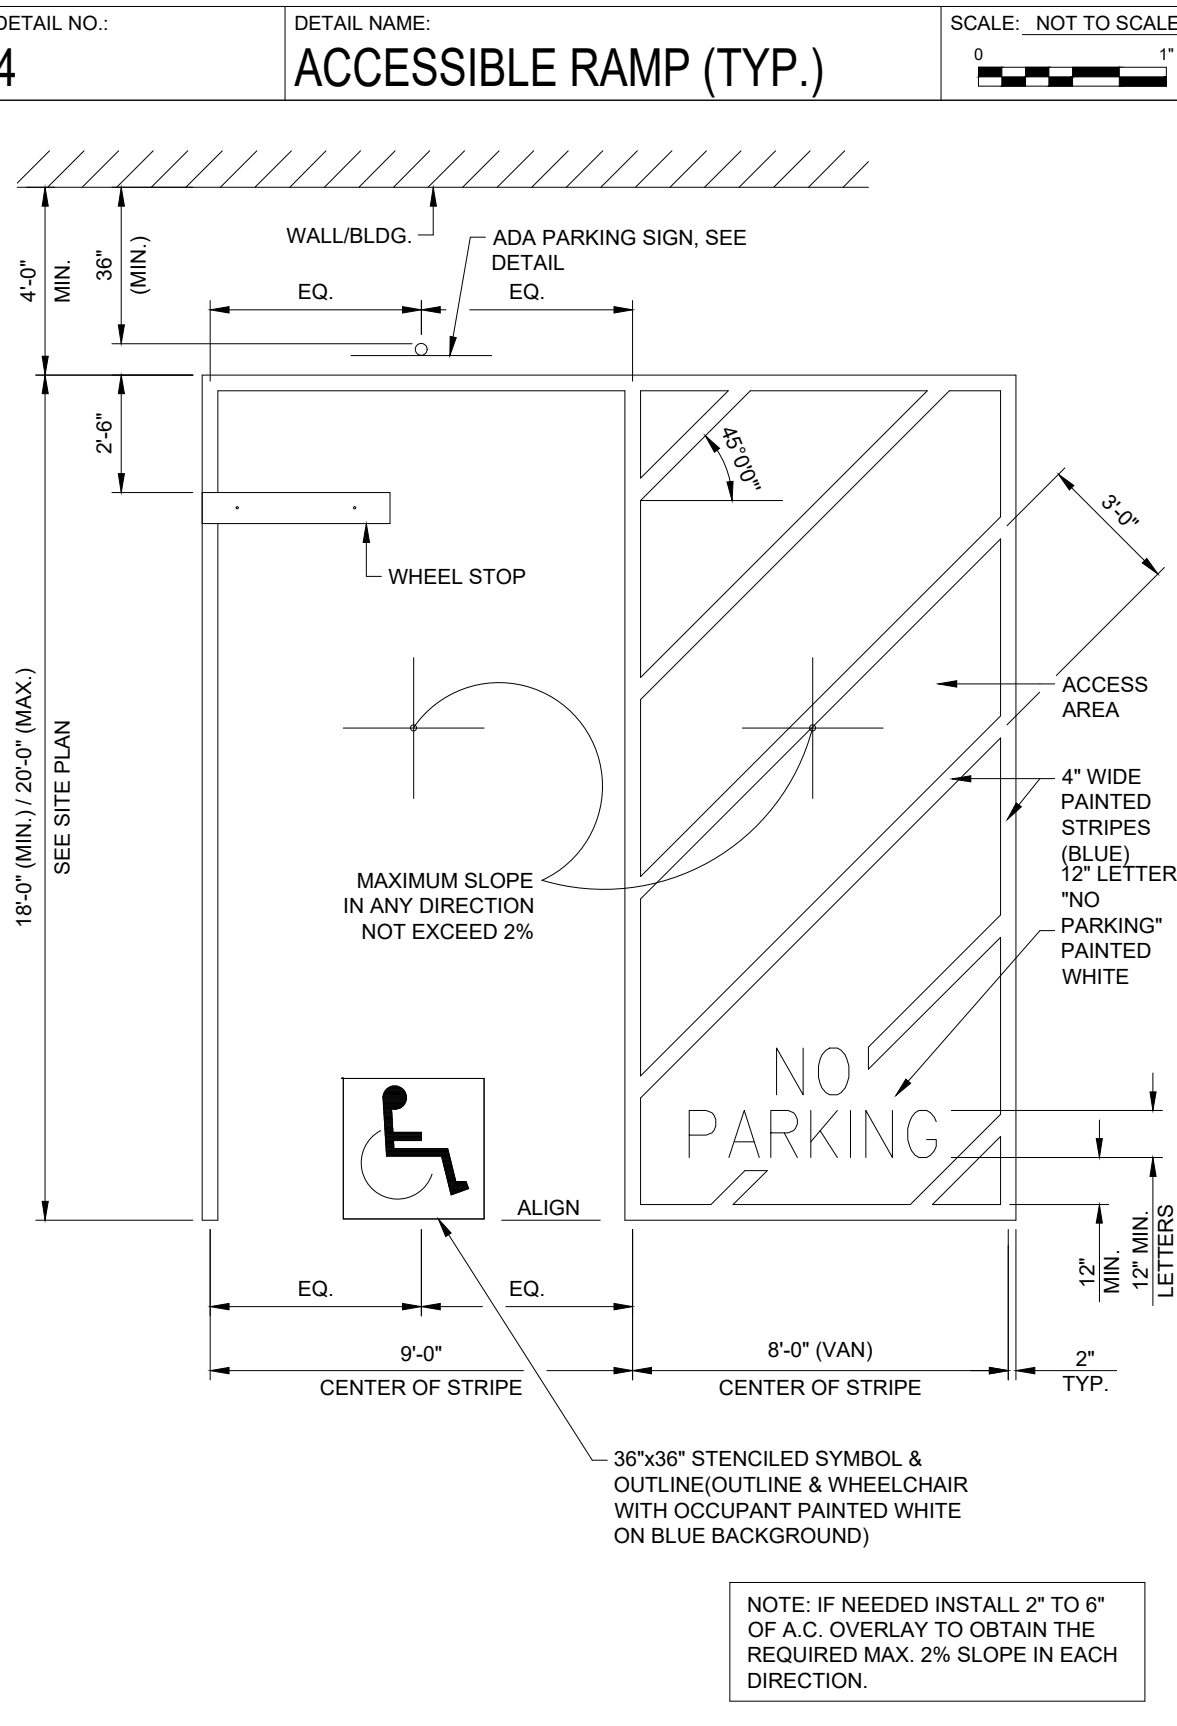 DETAIL NO.:
4
DETAIL NAME:
ACCESSIBLE RAMP (TYP.)
SCALE: NOT TO SCALE
0 1"
4'-0"
MIN.
36"
(MIN.)
WALL/BLDG.
ADA PARKING SIGN, SEE
DETAIL
EQ. EQ.
2'-6"
45°0'0"
3'-0"
WHEEL STOP
18'-0" (MIN.) / 20'-0" (MAX.)
SEE SITE PLAN
ACCESS
AREA
4" WIDE
PAINTED
STRIPES
(BLUE)
12" LETTER
"NO
PARKING"
PAINTED
WHITE
MAXIMUM SLOPE
IN ANY DIRECTION
NOT EXCEED 2%
NO
PARKING
ALIGN
12"
MIN.
12" MIN.
LETTERS
EQ. EQ.
9'-0"
CENTER OF STRIPE
8'-0" (VAN)
CENTER OF STRIPE
2"
TYP.
36"x36" STENCILED SYMBOL &
OUTLINE(OUTLINE & WHEELCHAIR
WITH OCCUPANT PAINTED WHITE
ON BLUE BACKGROUND)
NOTE: IF NEEDED INSTALL 2" TO 6"
OF A.C. OVERLAY TO OBTAIN THE
REQUIRED MAX. 2% SLOPE IN EACH
DIRECTION.